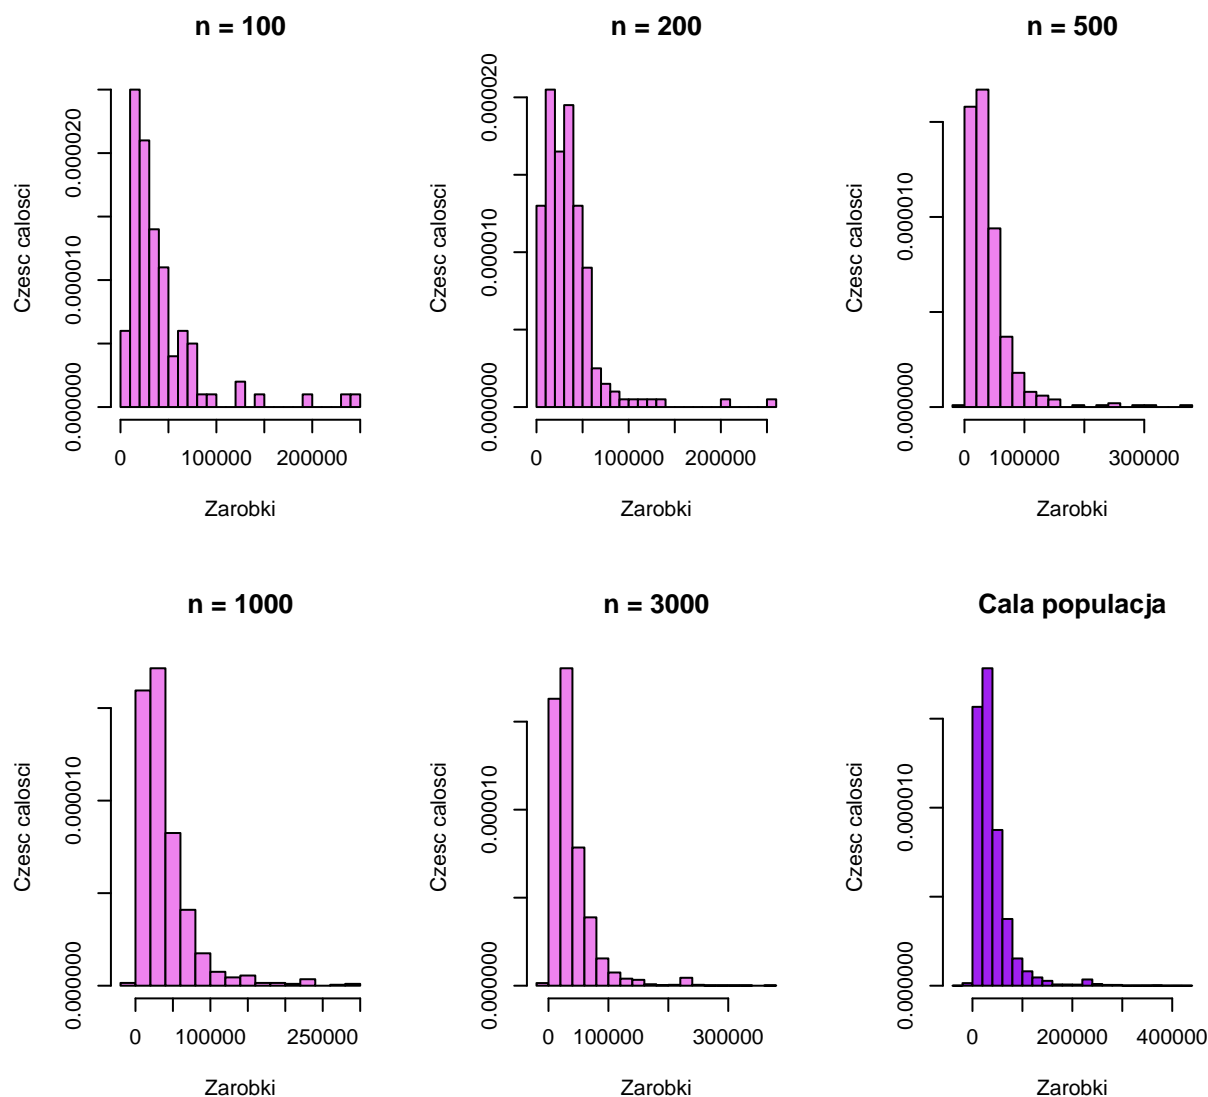 n = 100
Czesc calosci
0.000000
0.000010
0.000020
0
100000
200000
Zarobki
n = 200
Czesc calosci
0.000000
0.000010
0.000020
0
100000
200000
Zarobki
n = 500
Czesc calosci
0.000000
0.000010
0
100000
300000
Zarobki
n = 1000
Czesc calosci
0.000000
0.000010
0
100000
250000
Zarobki
n = 3000
Czesc calosci
0.000000
0.000010
0
100000
300000
Zarobki
Cala populacja
Czesc calosci
0.000000
0.000010
0
200000
400000
Zarobki